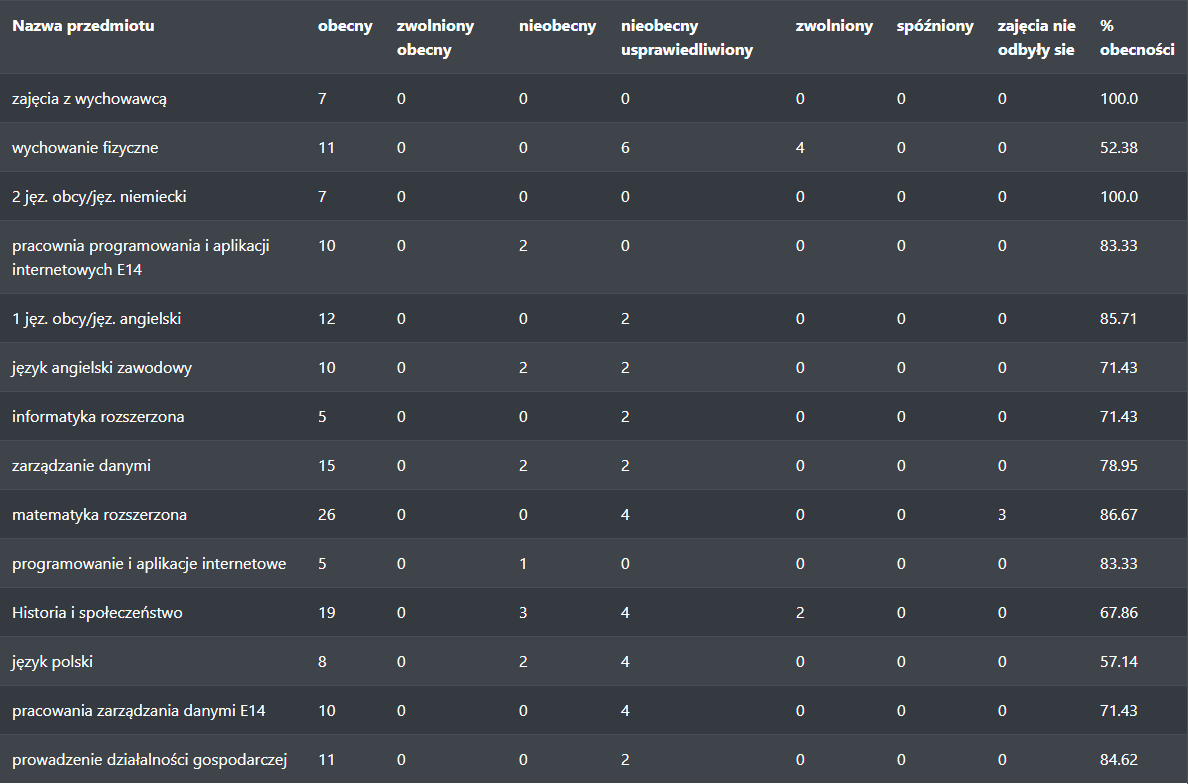 Nazwa przedmiotu obecny zwolniony obecny nieobecny nieobecny usprawiedliwiony zwolniony spóźniony zajęcia nie odbyły sie % obecności
zajęcia z wychowawcą 7 0 0 0 0 0 0 100.0
wychowanie fizyczne 11 0 0 6 4 0 0 52.38
2 jęz. obcy/jęz. niemiecki 7 0 0 0 0 0 0 100.0
pracownia programowania i aplikacji internetowych E14 10 0 2 0 0 0 0 83.33
1 jęz. obcy/jęz. angielski 12 0 0 2 0 0 0 85.71
język angielski zawodowy 10 0 2 2 0 0 0 71.43
informatyka rozszerzona 5 0 0 2 0 0 0 71.43
zarządzanie danymi 15 0 2 2 0 0 0 78.95
matematyka rozszerzona 26 0 0 4 0 0 3 86.67
programowanie i aplikacje internetowe 5 0 1 0 0 0 0 83.33
Historia i społeczeństwo 19 0 3 4 2 0 0 67.86
język polski 8 0 2 4 0 0 0 57.14
pracowania zarządzania danymi E14 10 0 0 4 0 0 0 71.43
prowadzenie działalności gospodarczej 11 0 0 2 0 0 0 84.62